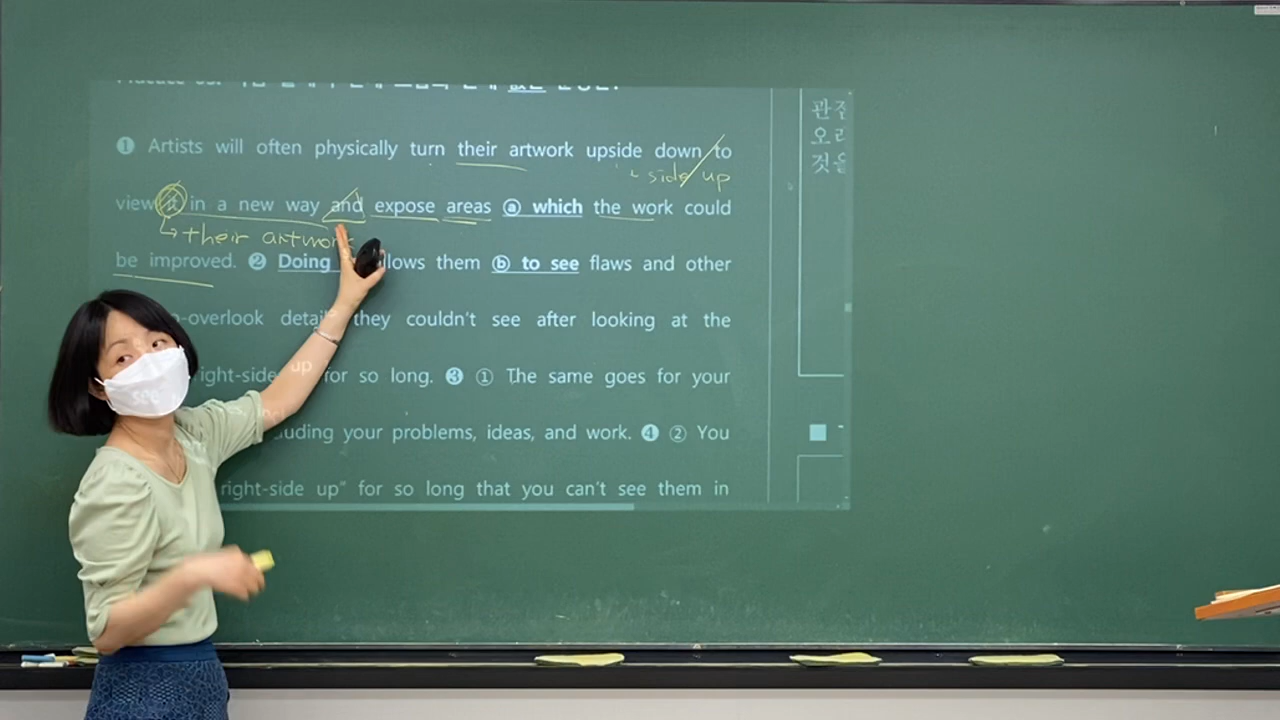 ❶ Artists will often physically turn their artwork upside down to
side up
view it in a new way and expose areas ⓐ which the work could
their artwork
be improved. ❷ Doing allows them ⓑ to see flaws and other
overlook details they couldn't see after looking at the
right-side up for so long. ❸ ① The same goes for your
including your problems, ideas, and work. ❹ ② You
right-side up" for so long that you can't see them in
오
것을